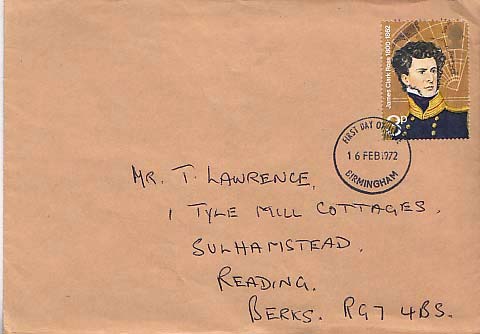 James Clark Ross 1800-1862
3p
FIRST DAY OF ISSUE
16 FEB 1972
BIRMINGHAM
MR. T. LAWRENCE,
1 TYLE MILL COTTAGES,
SULHAMSTEAD,
READING.
BERKS. RG7 4BS.